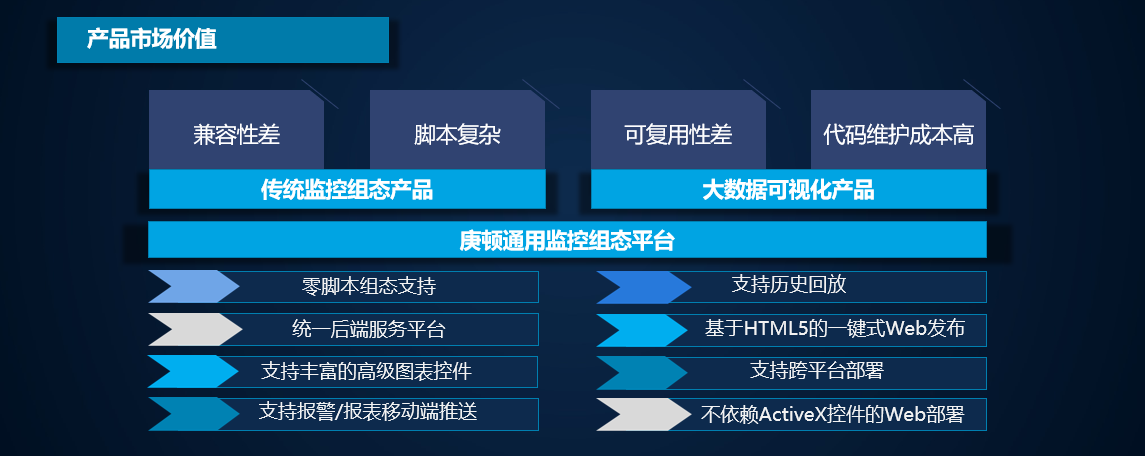 产品市场价值
兼容性差
脚本复杂
可复用性差
代码维护成本高
传统监控组态产品
大数据可视化产品
庚顿通用监控组态平台
零脚本组态支持
支持历史回放
统一后端服务平台
基于HTML5的一键式Web发布
支持丰富的高级图表控件
支持跨平台部署
支持报警/报表移动端推送
不依赖ActiveX控件的Web部署